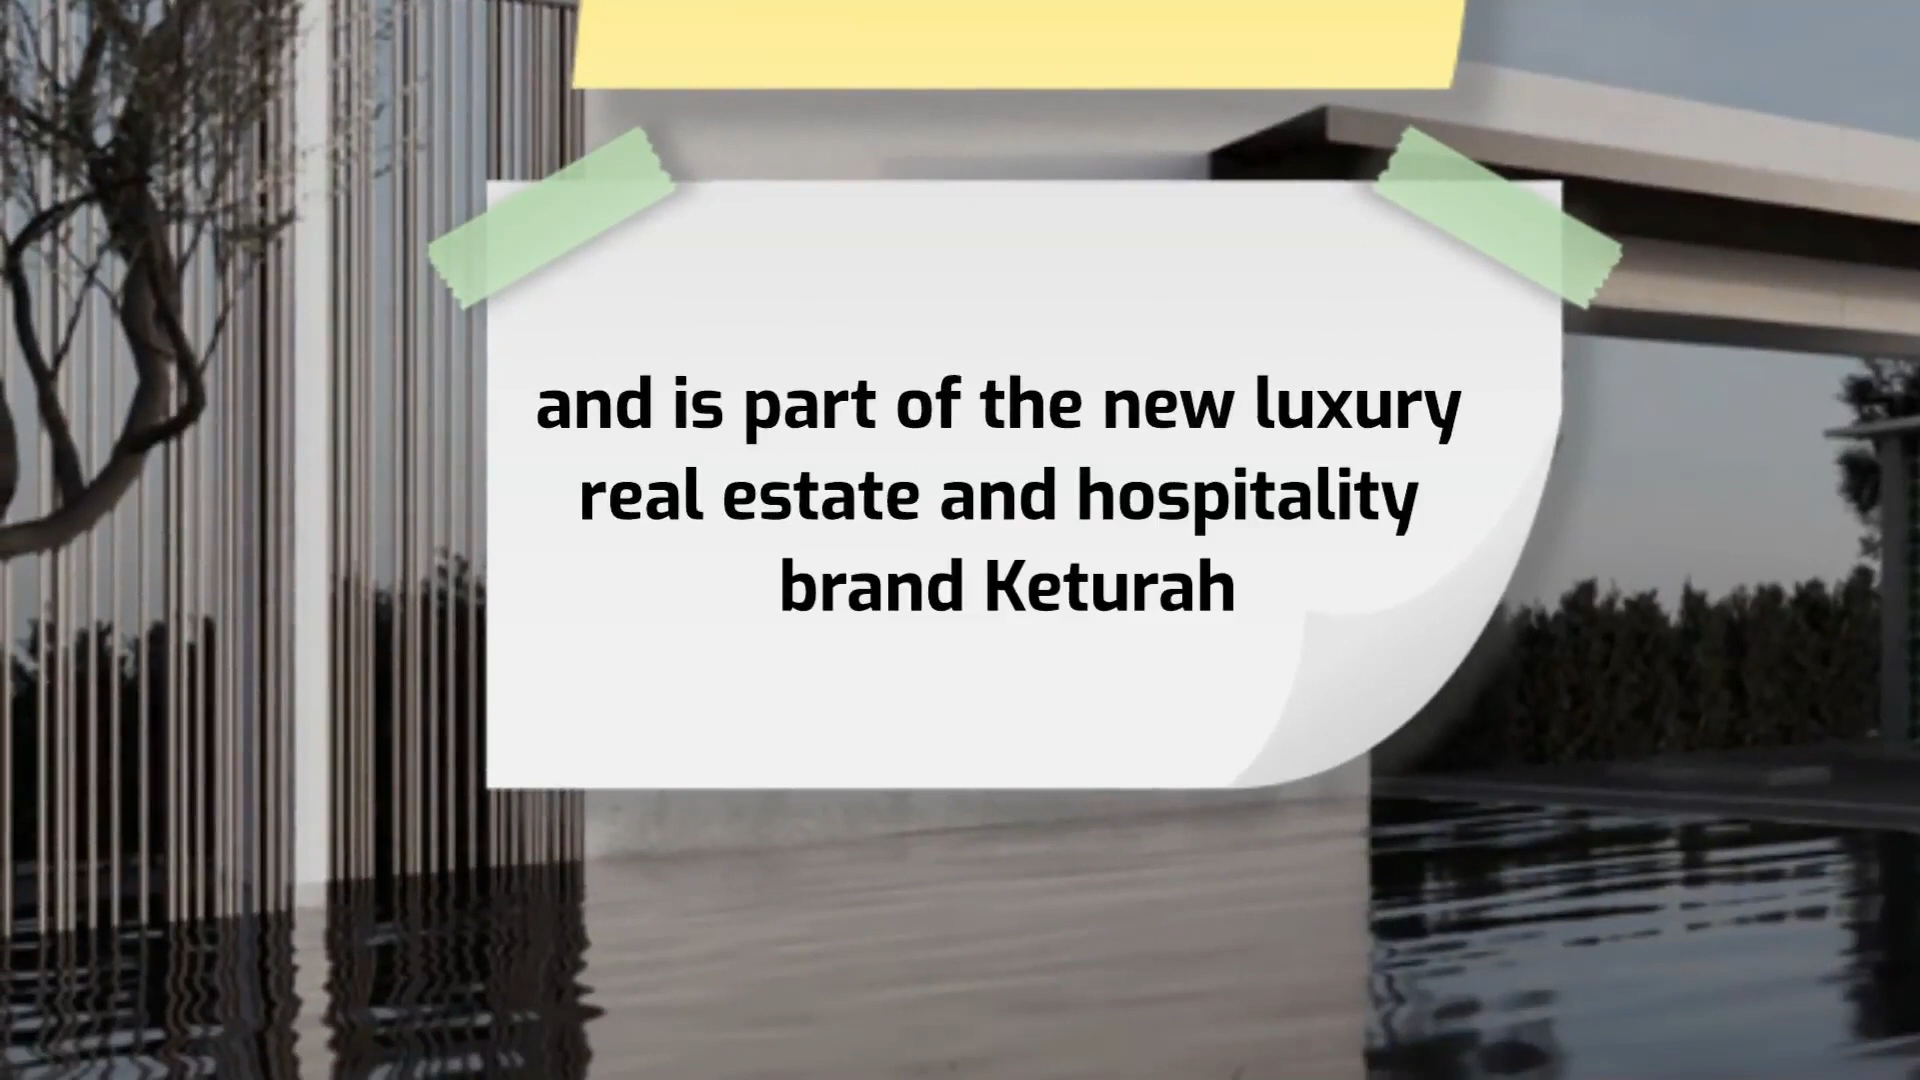 and is part of the new luxury
real estate and hospitality
brand Keturah